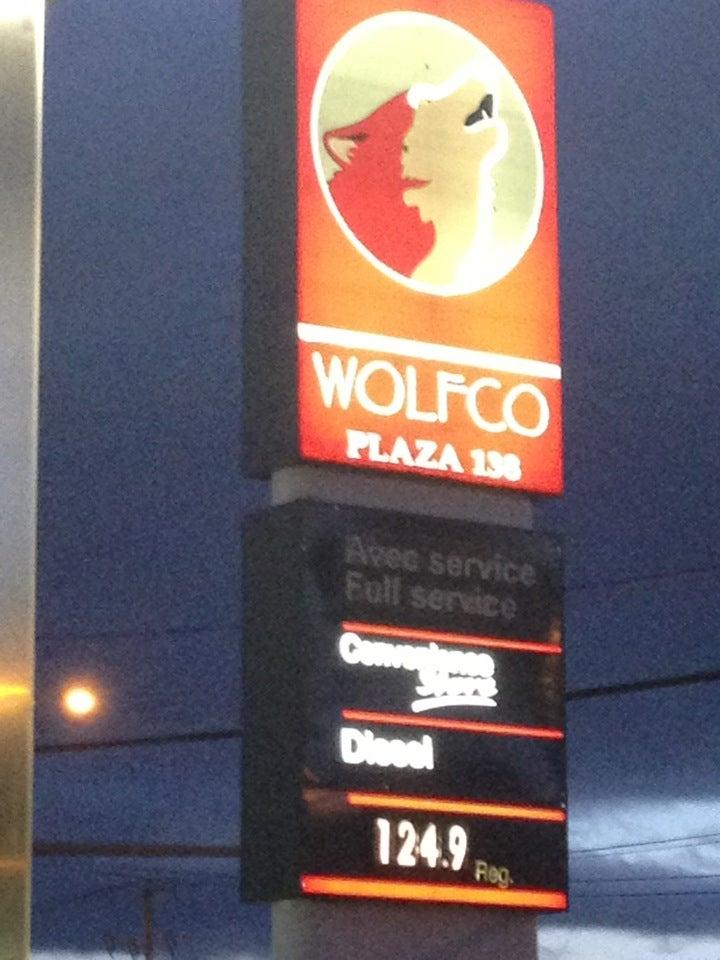 WOLFCO
PLAZA 138
Avec service
Full service
Convenience
Store
Diesel
124.9 Reg.